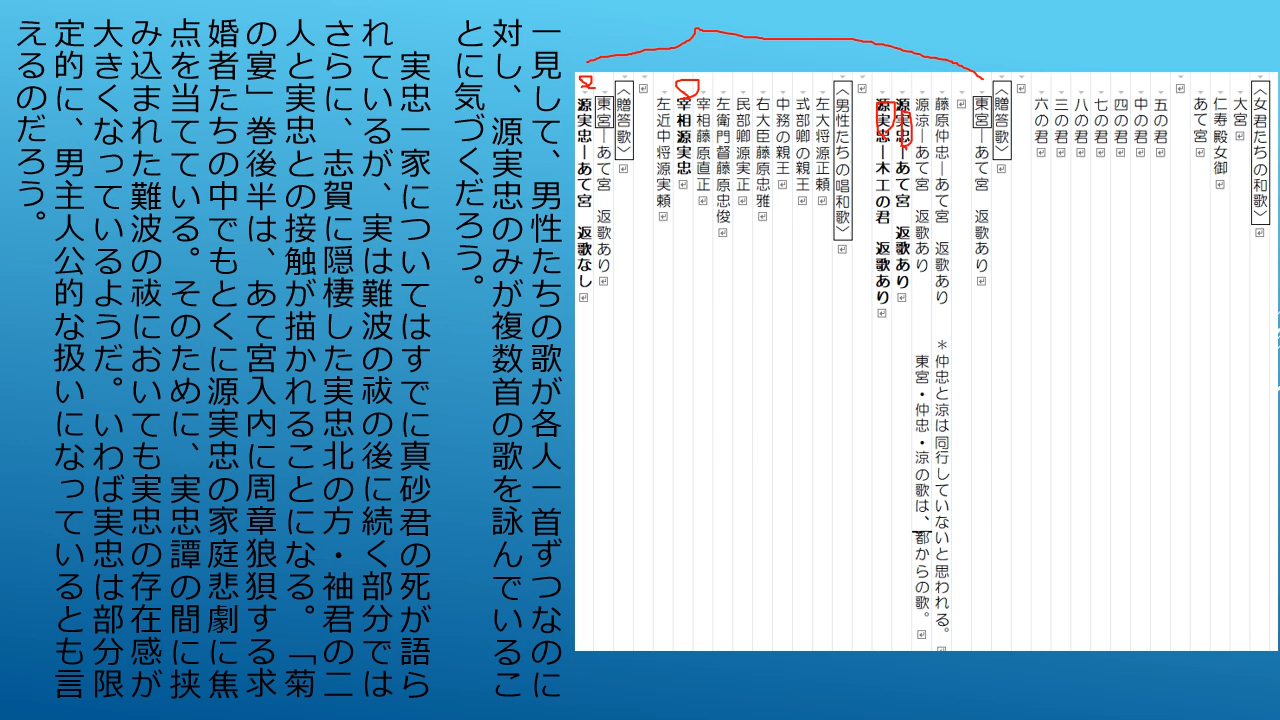 〈女君たちの和歌〉
大宮
仁寿殿女御
あて宮
五の君
中の君
四の君
七の君
八の君
三の君
六の君
〈贈答歌〉
東宮―あて宮　返歌あり
藤原仲忠―あて宮　返歌あり　　＊仲忠と涼は同行していないと思われる。
源涼―あて宮　返歌あり　　　　東宮・仲忠・涼の歌は、都からの歌。
源実忠―あて宮　返歌あり
源実忠―木工の君　返歌あり
〈男性たちの唱和歌〉
左大将源正頼
式部卿の親王
中務の親王
右大臣藤原忠雅
民部卿源実正
左衛門督藤原忠俊
宰相藤原直正
宰相源実忠
左近中将源実頼
〈贈答歌〉
東宮―あて宮　返歌あり
源実忠―あて宮　返歌なし
一見して、男性たちの歌が各人一首ずつなのに
対し、源実忠のみが複数首の歌を詠んでいるこ
とに気づくだろう。
　実忠一家についてはすでに真砂君の死が語ら
れているが、実は難波の祓の後に続く部分では
さらに、志賀に隠棲した実忠北の方・袖君の二
人と実忠との接触が描かれることになる。「菊
の宴」巻後半は、あて宮入内に周章狼狽する求
婚者たちの中でもとくに源実忠の家庭悲劇に焦
点を当てている。そのために、実忠譚の間に挟
み込まれた難波の祓においても実忠の存在感が
大きくなっているようだ。いわば実忠は部分限
定的に、男主人公的な扱いになっているとも言
えるのだろう。